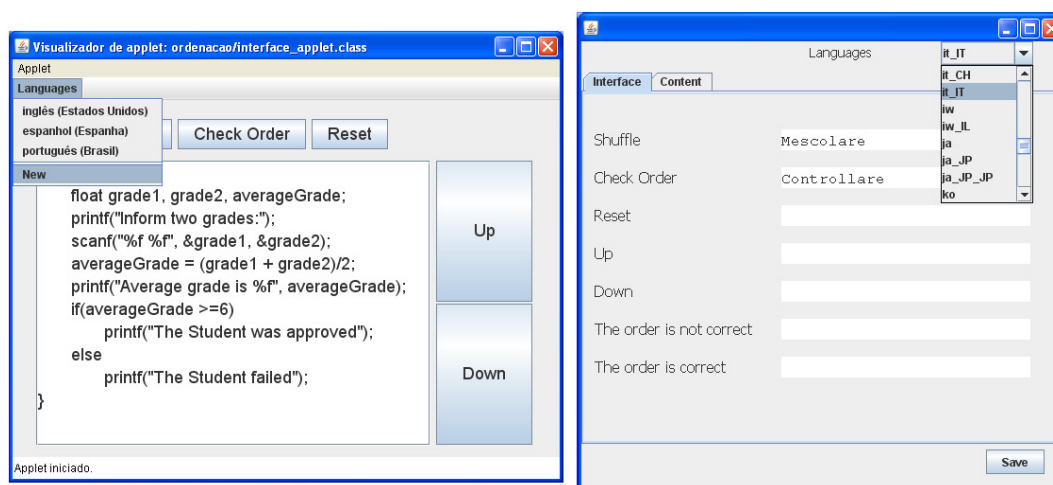 Visualizador de applet: ordenacao/interface_applet.class
Applet
Languages
inglês (Estados Unidos)
espanhol (Espanha)
português (Brasil)
New
Check Order
Reset
float grade1, grade2, averageGrade;
printf("Inform two grades:");
scanf("%f %f", &grade1, &grade2);
averageGrade = (grade1 + grade2)/2;
printf("Average grade is %f", averageGrade);
if(averageGrade >=6)
printf("The Student was approved");
else
printf("The Student failed");
}
Up
Down
Applet iniciado.
Languages
it_IT
it_CH
it_IT
iw
iw_IL
ja
ja_JP
ja_JP_JP
ko
Interface
Content
Shuffle
Mescolare
Check Order
Controllare
Reset
Up
Down
The order is not correct
The order is correct
Save